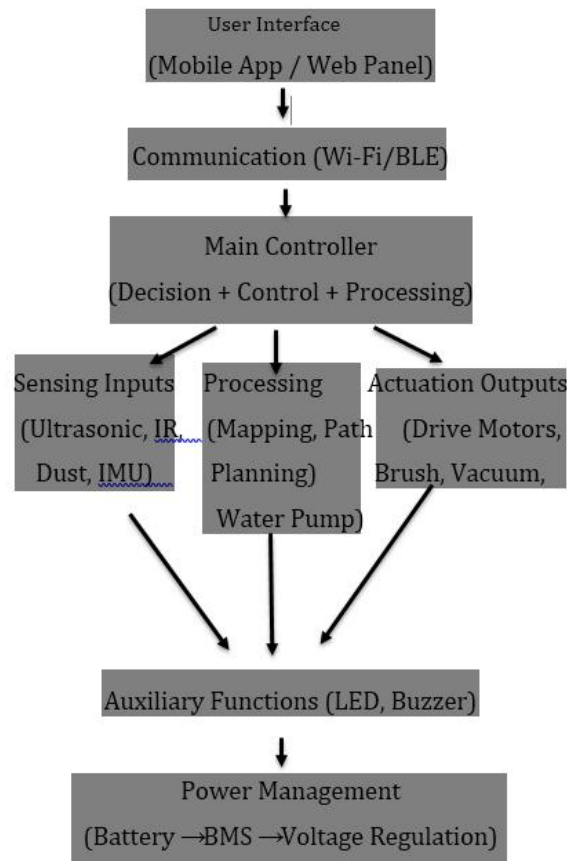 User Interface
(Mobile App / Web Panel)
Communication (Wi-Fi/BLE)
Main Controller
(Decision + Control + Processing)
Sensing Inputs
(Ultrasonic, IR,
Dust, IMU)
Processing
(Mapping, Path
Planning)
Water Pump)
Actuation Outputs
(Drive Motors,
Brush, Vacuum,
Auxiliary Functions (LED, Buzzer)
Power Management
(Battery →BMS →Voltage Regulation)